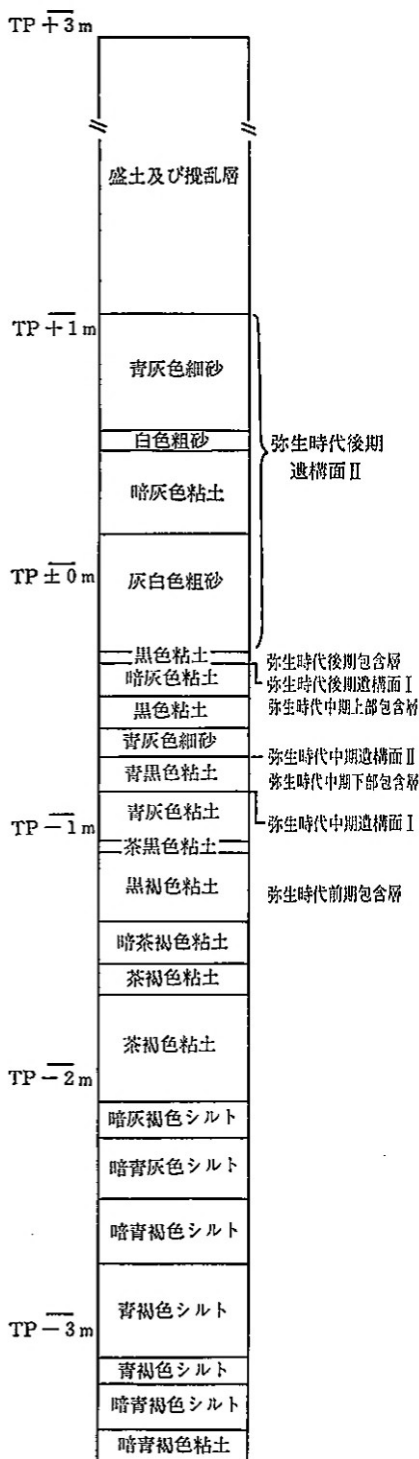 TP＋3m
盛土及び攪乱層
TP＋1m
青灰色細砂
白色粗砂
弥生時代後期
遺構面Ⅱ
暗灰色粘土
TP±0m
灰白色粗砂
黒色粘土
弥生時代後期包含層
暗灰色粘土
弥生時代後期遺構面Ⅰ
黒色粘土
弥生時代中期上部包含層
青灰色細砂
弥生時代中期遺構面Ⅱ
青黒色粘土
弥生時代中期下部包含層
青灰色粘土
弥生時代中期遺構面Ⅰ
TP－1m
茶黒色粘土
黒褐色粘土
弥生時代前期包含層
暗茶褐色粘土
茶褐色粘土
茶褐色粘土
TP－2m
暗灰褐色シルト
暗青灰色シルト
暗青褐色シルト
青褐色シルト
TP－3m
青褐色シルト
暗青褐色シルト
暗青褐色粘土